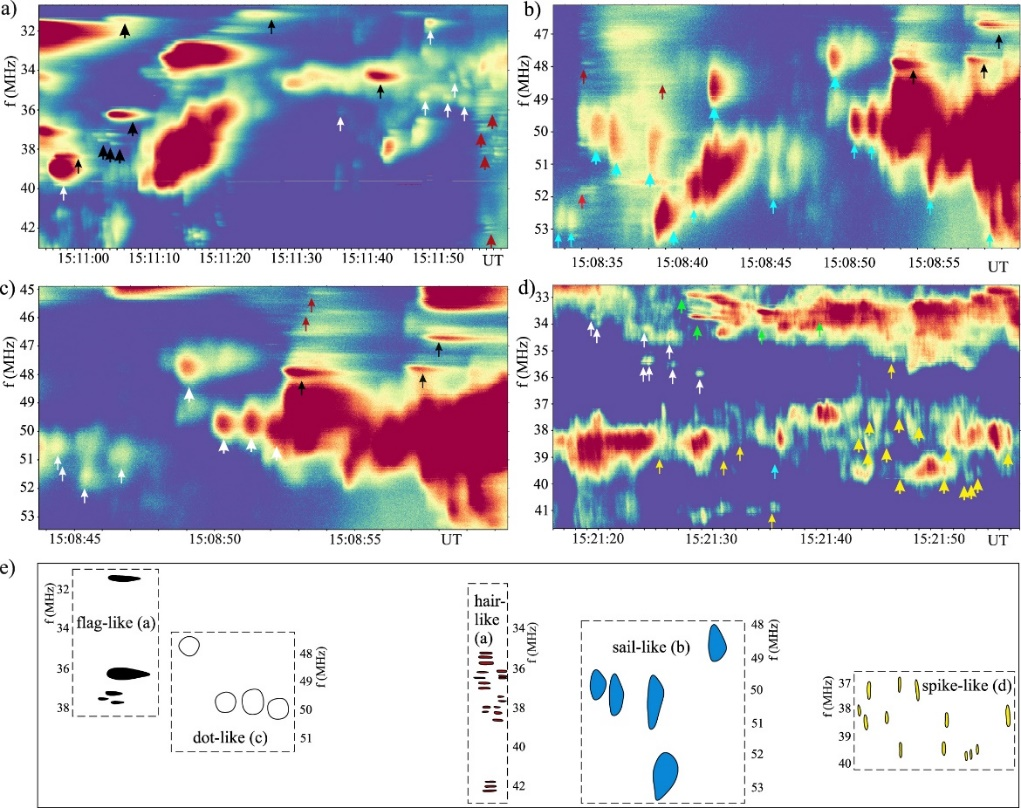 a)
f (MHz)
32
34
36
38
40
42
15:11:00 15:11:10 15:11:20 15:11:30 15:11:40 15:11:50 UT
b)
f (MHz)
47
48
49
50
51
52
53
15:08:35 15:08:40 15:08:45 15:08:50 15:08:55 UT
c)
f (MHz)
45
46
48
49
50
51
52
53
15:08:45 15:08:50 15:08:55 UT
d)
f (MHz)
33
34
35
36
37
38
39
40
41
15:21:20 15:21:30 15:21:40 15:21:50 UT
e)
f (MHz)
32
34
36
38
flag-like (a)
dot-like (c)
f (MHz)
48
49
50
51
hair-
like
(a)
f (MHz)
34
36
38
40
42
sail-like (b)
f (MHz)
48
49
50
51
52
53
f (MHz)
37
38
39
40
spike-like (d)